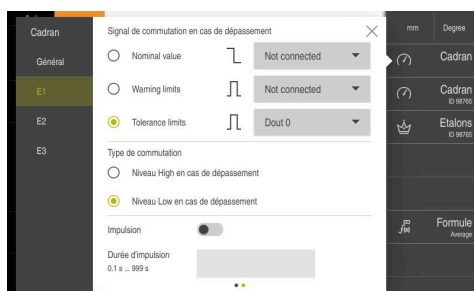 Cadran
Général
E1
E2
E3
Signal de commutation en cas de dépassement
Nominal value
Not connected
Warning limits
Not connected
Tolerance limits
Dout 0
Type de commutation
Niveau High en cas de dépassement
Niveau Low en cas de dépassement
Impulsion
Durée d'impulsion
0.1 s ... 999 s
mm
Degree
Cadran
Cadran
ID 98765
Etalons
ID 98765
f(x)
Formule
Average